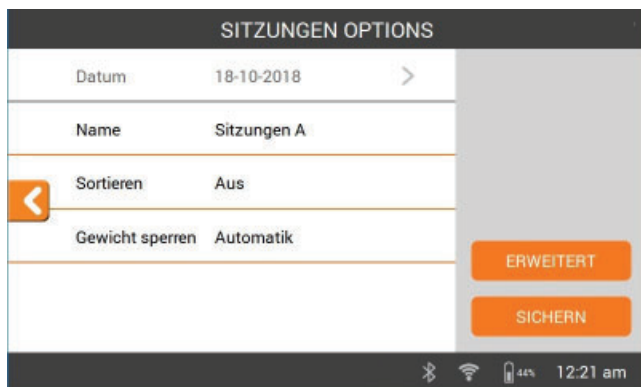 SITZUNGEN OPTIONS
Datum 18-10-2018
Name Sitzungen A
Sortieren Aus
Gewicht sperren Automatik
ERWEITERT
SICHERN
44% 12:21 am